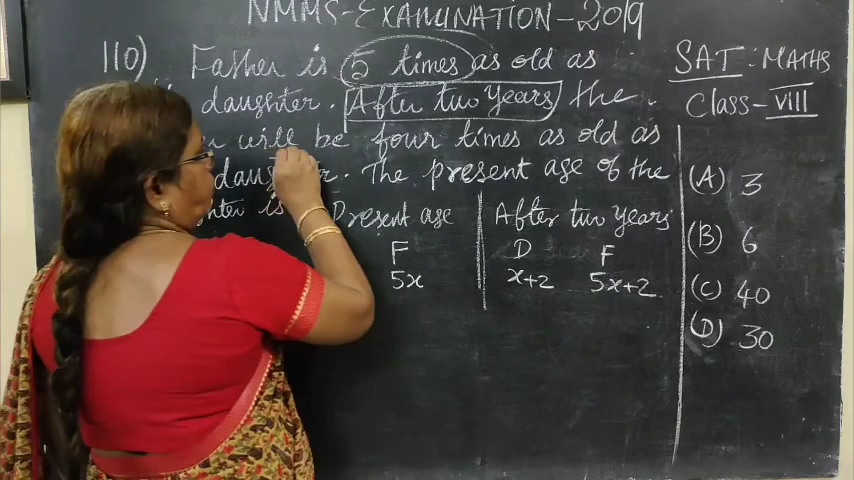 NMMS-EXAMINATION-2019
110) Father is 5 times as old as
daughter. After two years the
will be four times as old as
daughter. The present age of the
is Present age
After two years
F
5x
D F
x+2 5x+2
SAT: MATHS
Class-VIII
(A) 3
(B) 6
(C) 40
(D) 30